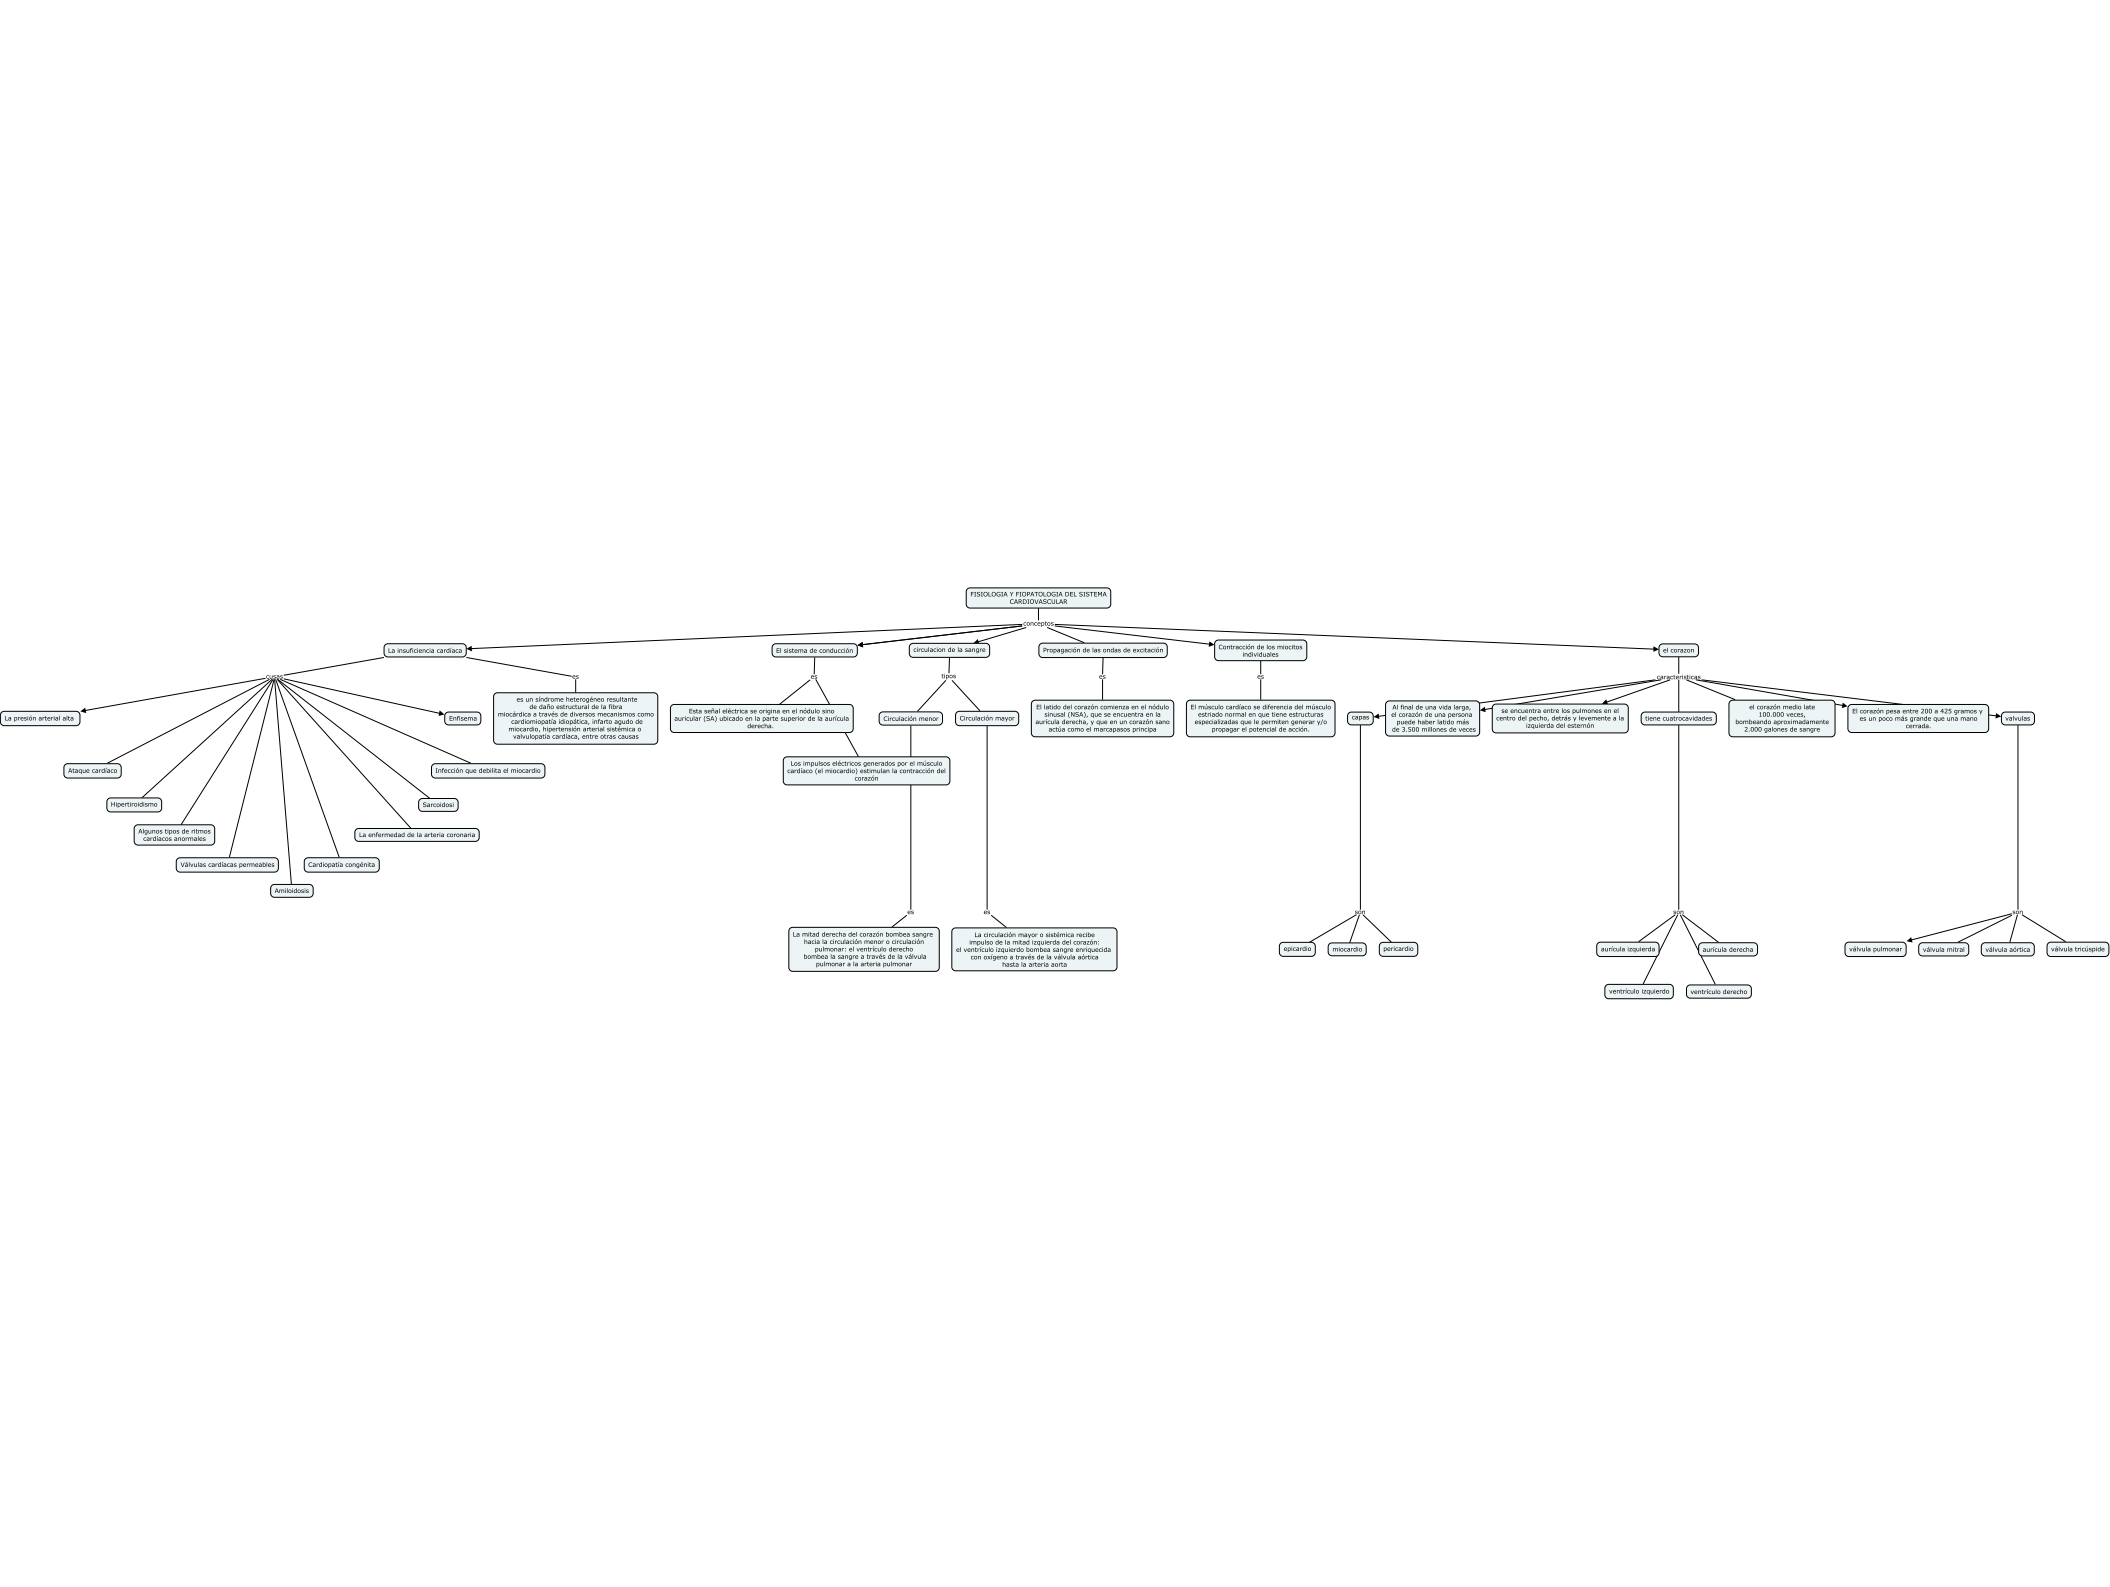 FISIOLOGIA Y FIOPATOLOGIA DEL SISTEMA
CARDIOVASCULAR
conceptos
La insuficiencia cardíaca
El sistema de conducción
circulacion de la sangre
Propagación de las ondas de excitación
Contracción de los miocitos
individuales
el corazon
cusas
es
es
tipos
es
es
caracteristicas
La presión arterial alta
Enfisema
es un síndrome heterogéneo resultante
de daño estructural de la fibra
miocárdica a través de diversos mecanismos como
cardiomiopatía idiopática, infarto agudo de
miocardio, hipertensión arterial sistémica o
valvulopatía cardíaca, entre otras causas
Esta señal eléctrica se origina en el nódulo sino
auricular (SA) ubicado en la parte superior de la aurícula
derecha.
Circulación menor
Circulación mayor
El latido del corazón comienza en el nódulo
sinusal (NSA), que se encuentra en la
aurícula derecha, y que en un corazón sano
actúa como el marcapasos principa
El músculo cardíaco se diferencia del músculo
estriado normal en que tiene estructuras
especializadas que le permiten generar y/o
propagar el potencial de acción.
capas
Al final de una vida larga,
el corazón de una persona
puede haber latido más
de 3.500 millones de veces
se encuentra entre los pulmones en el
centro del pecho, detrás y levemente a la
izquierda del esternón
tiene cuatrocavidades
el corazón medio late
100.000 veces,
bombeando aproximadamente
2.000 galones de sangre
El corazón pesa entre 200 a 425 gramos y
es un poco más grande que una mano
cerrada.
valvulas
Ataque cardíaco
Infección que debilita el miocardio
Los impulsos eléctricos generados por el músculo
cardíaco (el miocardio) estimulan la contracción del
corazón
Hipertiroidismo
Sarcoidosi
Algunos tipos de ritmos
cardíacos anormales
La enfermedad de la arteria coronaria
Válvulas cardíacas permeables
Cardiopatía congénita
Amiloidosis
es
es
son
son
son
La mitad derecha del corazón bombea sangre
hacia la circulación menor o circulación
pulmonar: el ventrículo derecho
bombea la sangre a través de la válvula
pulmonar a la arteria pulmonar
La circulación mayor o sistémica recibe
impulso de la mitad izquierda del corazón:
el ventrículo izquierdo bombea sangre enriquecida
con oxígeno a través de la válvula aórtica
hasta la arteria aorta
epicardio
miocardio
pericardio
aurícula izquierda
aurícula derecha
válvula pulmonar
válvula mitral
válvula aórtica
válvula tricúspide
ventrículo izquierdo
ventrículo derecho